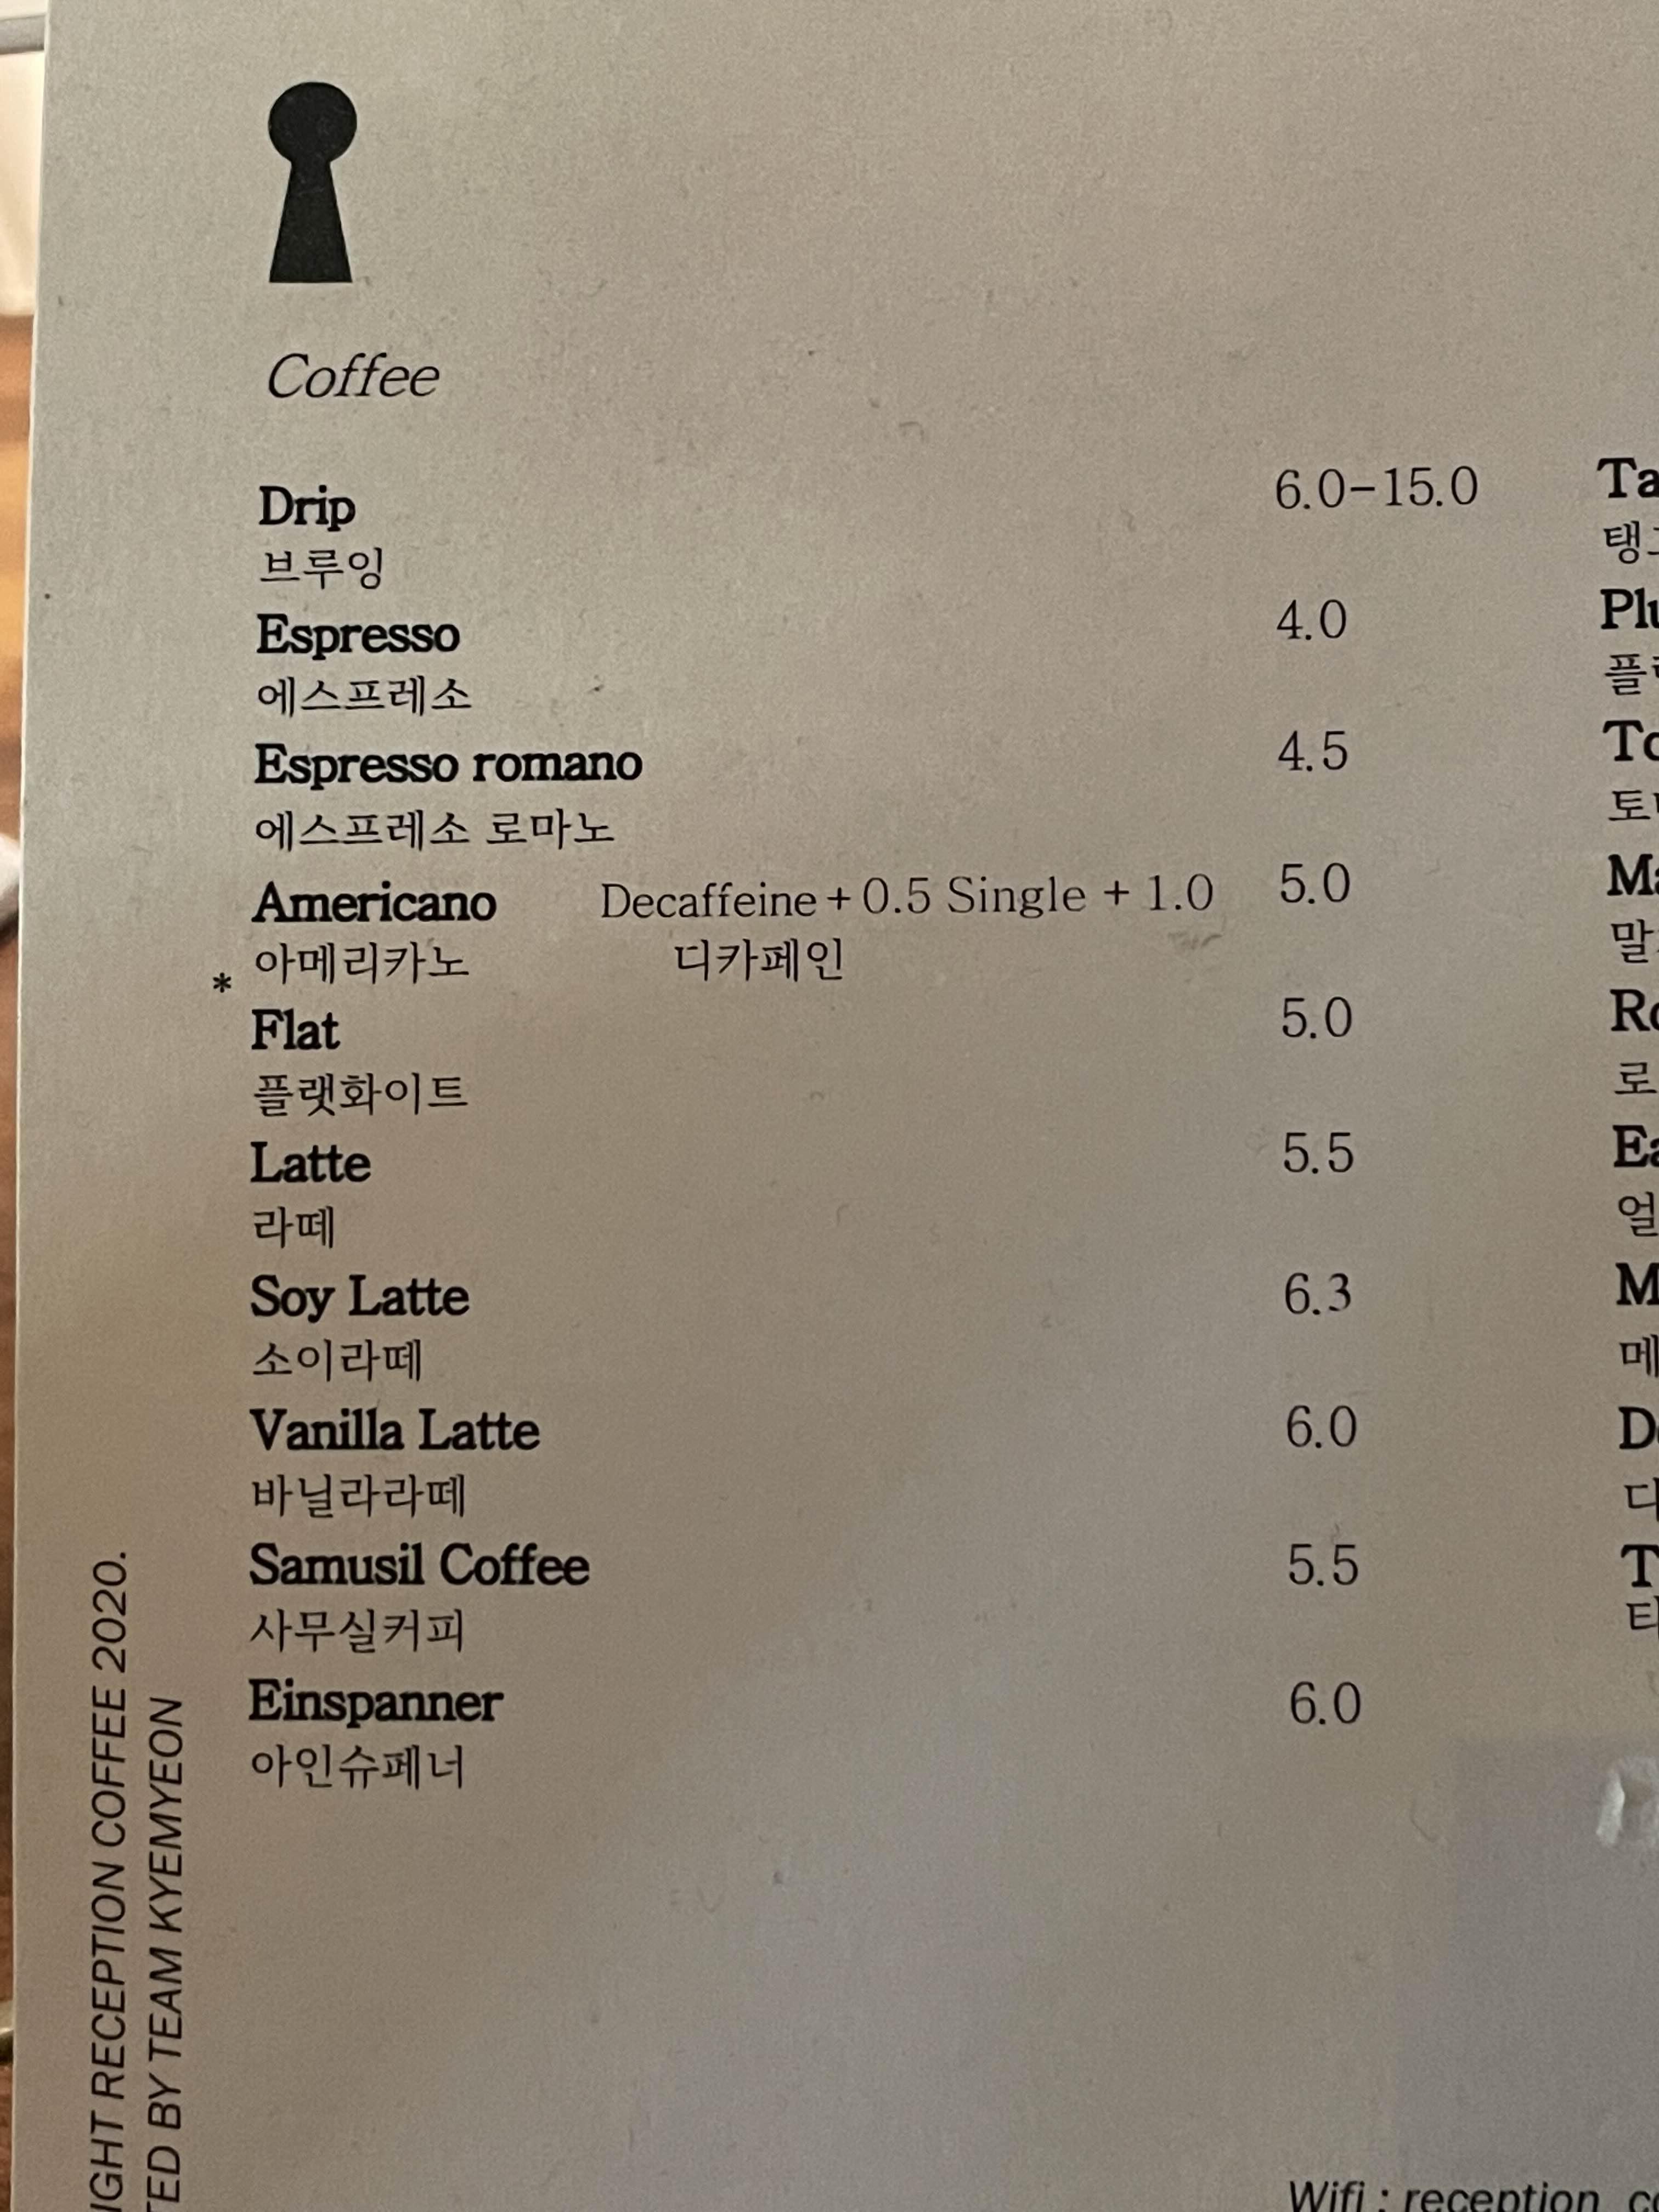 Coffee
Drip 6.0-15.0
브루잉
Espresso 4.0
에스프레소
Espresso romano 4.5
에스프레소 로마노
Americano Decaffeine + 0.5 Single + 1.0 5.0
* 아메리카노 디카페인
Flat 5.0
플랫화이트
Latte 5.5
라떼
Soy Latte 6.3
소이라떼
Vanilla Latte 6.0
바닐라라떼
Samusil Coffee 5.5
사무실커피
Einspanner 6.0
아인슈페너
RECEPTION COFFEE 2020.
BY TEAM KYEMYEON
Wifi : reception